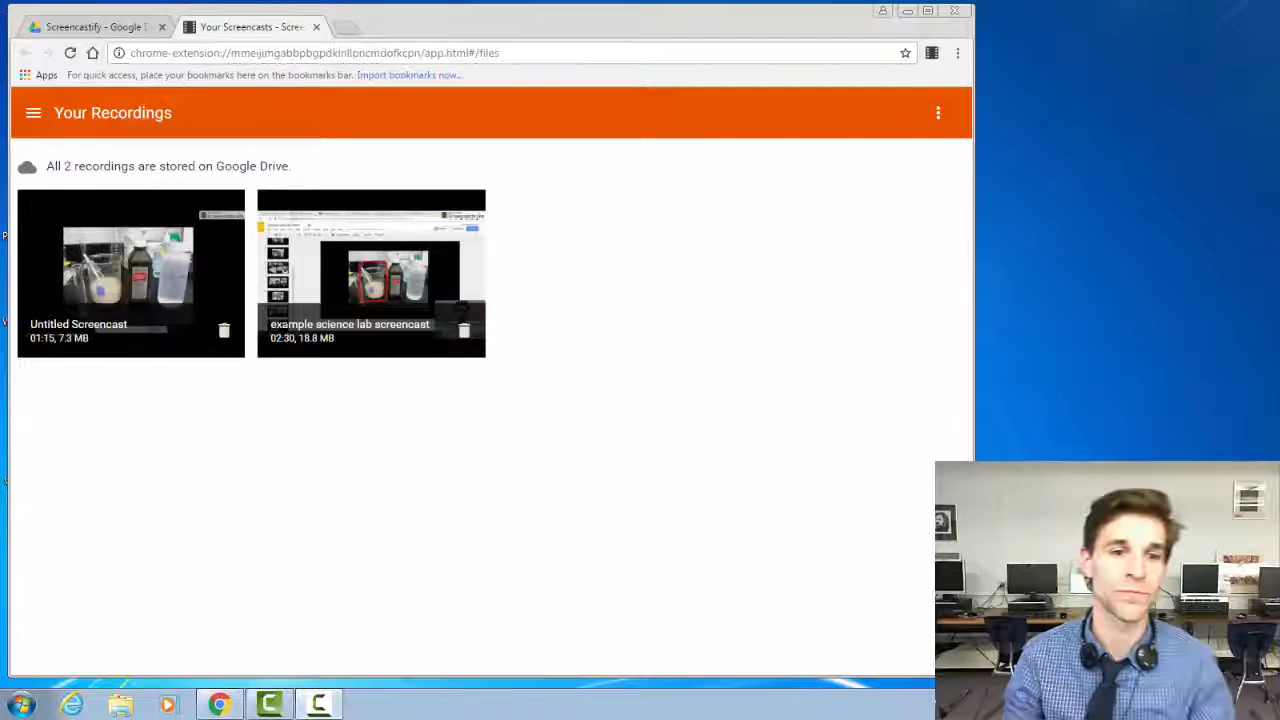 Screencastify - Google D
Your Screencasts - Scree
chrome-extension://mmeijimgabbpbgpdkinllpncmdofkcpn/app.html#/files
Apps For quick access, place your bookmarks here on the bookmarks bar. Import bookmarks now...
Your Recordings
All 2 recordings are stored on Google Drive.
Untitled Screencast
01:15, 7.3 MB
example science lab screencast
02:30, 18.8 MB